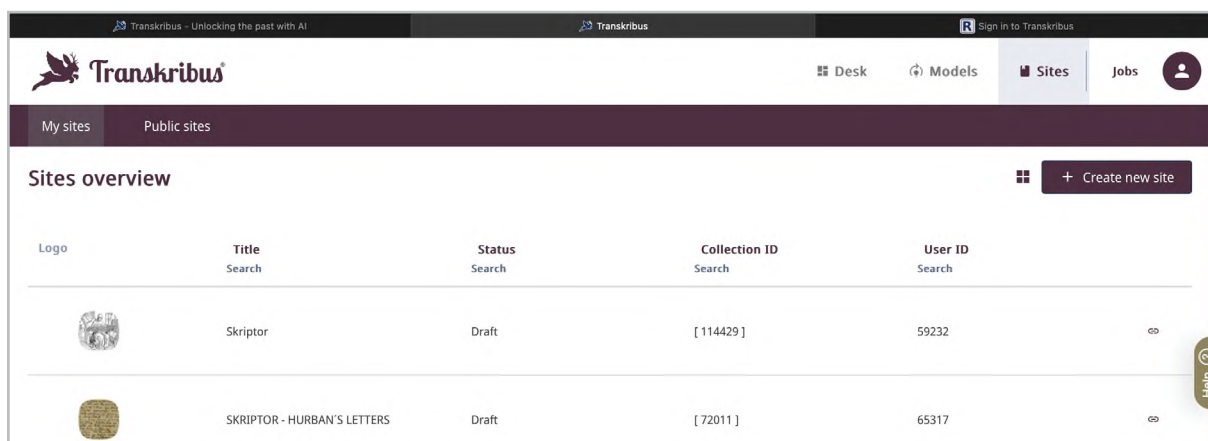 Transkribus - Unlocking the past with AI
Transkribus
R Sign in to Transkribus
Transkribus®
Desk
Models
Sites
Jobs
My sites
Public sites
Sites overview
+ Create new site
Logo
Title
Status
Collection ID
User ID
Search
Search
Search
Search
Skriptor
Draft
[ 114429 ]
59232
SKRIPTOR - HURBAN´S LETTERS
Draft
[ 72011 ]
65317
Help ?